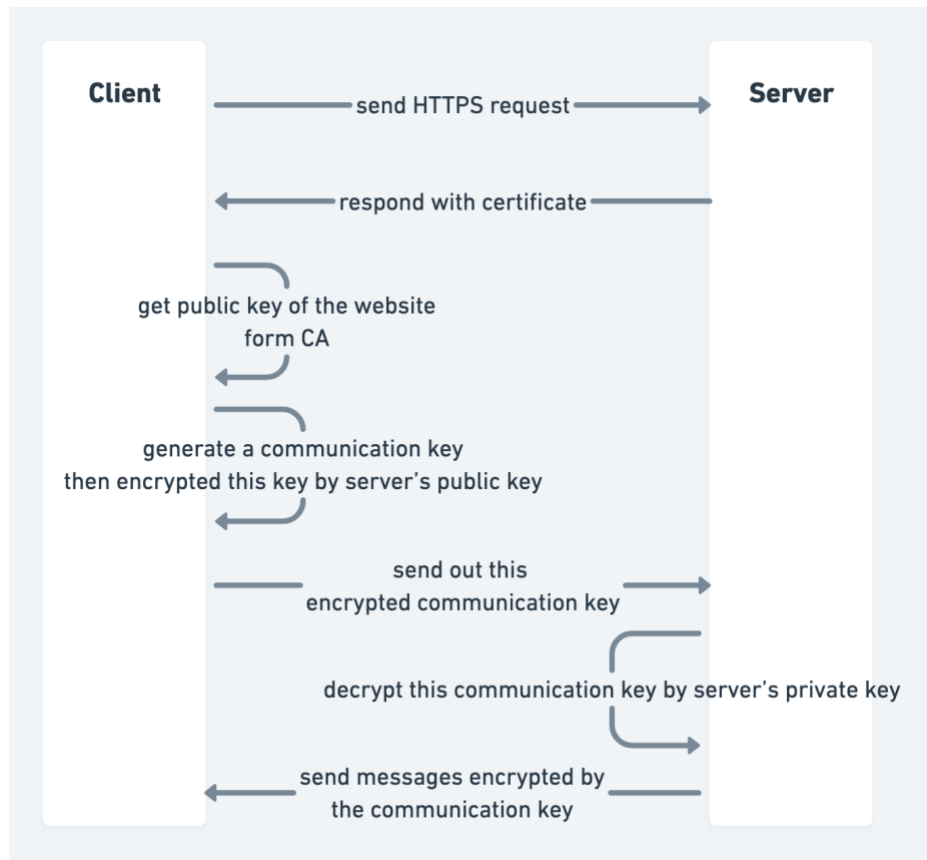 Client
Server
send HTTPS request
respond with certificate
get public key of the website
form CA
generate a communication key
then encrypted this key by server's public key
send out this
encrypted communication key
decrypt this communication key by server's private key
send messages encrypted by
the communication key